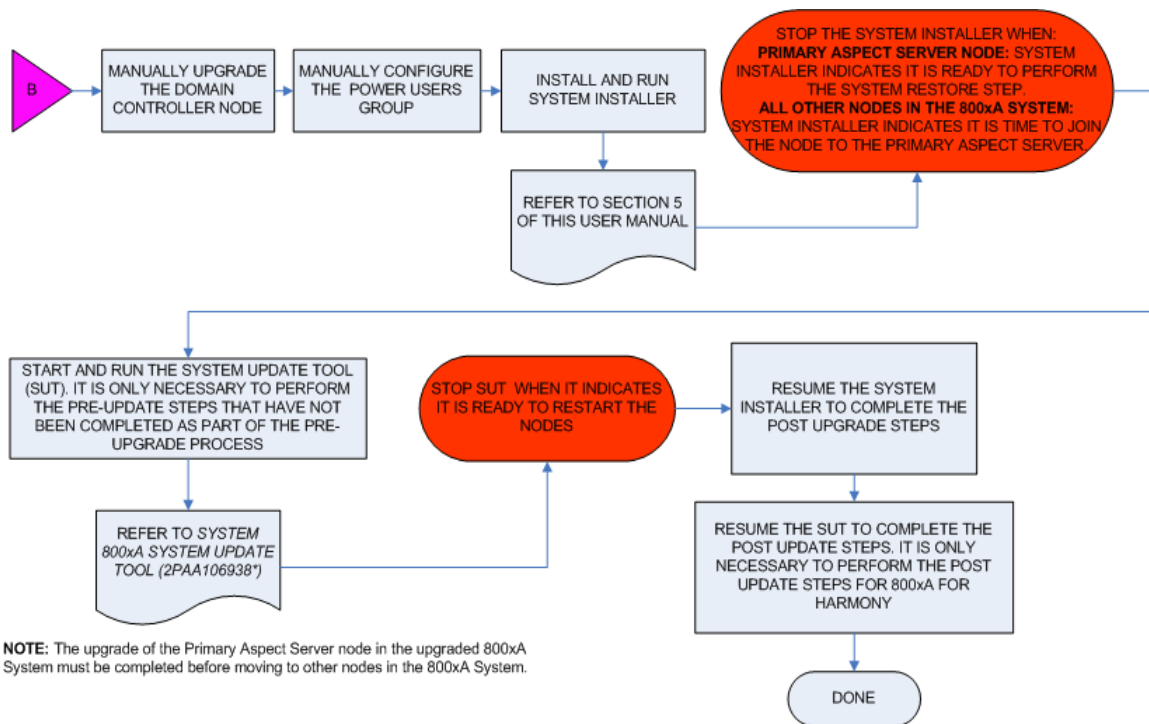 B
MANUALLY UPGRADE
THE DOMAIN
CONTROLLER NODE
MANUALLY CONFIGURE
THE POWER USERS
GROUP
INSTALL AND RUN
SYSTEM INSTALLER
STOP THE SYSTEM INSTALLER WHEN:
PRIMARY ASPECT SERVER NODE: SYSTEM
INSTALLER INDICATES IT IS READY TO PERFORM
THE SYSTEM RESTORE STEP.
ALL OTHER NODES IN THE 800xA SYSTEM:
SYSTEM INSTALLER INDICATES IT IS TIME TO JOIN
THE NODE TO THE PRIMARY ASPECT SERVER.
REFER TO SECTION 5
OF THIS USER MANUAL
START AND RUN THE SYSTEM UPDATE TOOL
(SUT). IT IS ONLY NECESSARY TO PERFORM
THE PRE-UPDATE STEPS THAT HAVE NOT
BEEN COMPLETED AS PART OF THE PRE-
UPGRADE PROCESS
STOP SUT WHEN IT INDICATES
IT IS READY TO RESTART THE
NODES
RESUME THE SYSTEM
INSTALLER TO COMPLETE THE
POST UPGRADE STEPS
REFER TO SYSTEM
800xA SYSTEM UPDATE
TOOL (2PAA106938*)
RESUME THE SUT TO COMPLETE THE
POST UPDATE STEPS. IT IS ONLY
NECESSARY TO PERFORM THE POST
UPDATE STEPS FOR 800xA FOR
HARMONY
NOTE: The upgrade of the Primary Aspect Server node in the upgraded 800xA
System must be completed before moving to other nodes in the 800xA System.
DONE